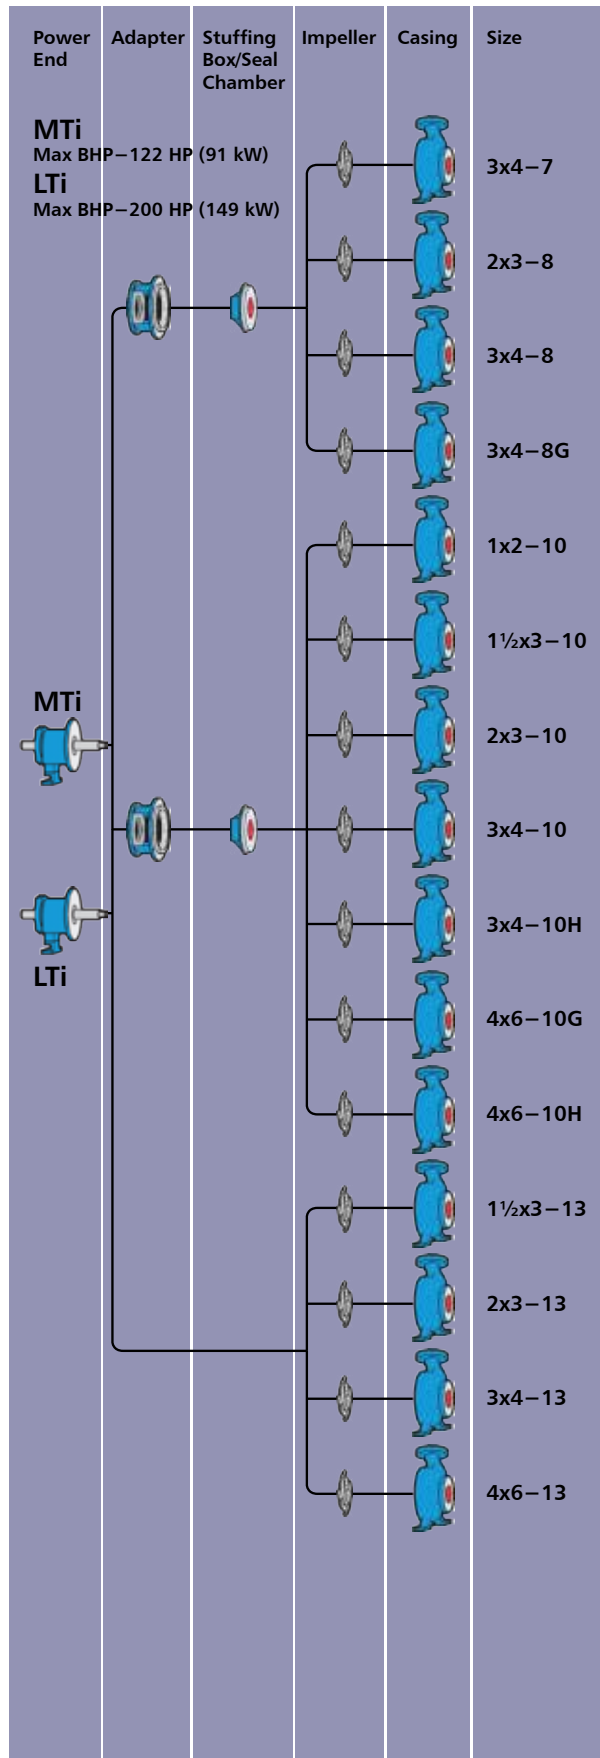 Power End
Adapter
Stuffing Box/Seal Chamber
Impeller
Casing
Size
MTi
Max BHP–122 HP (91 kW)
LTi
Max BHP–200 HP (149 kW)
3x4–7
2x3–8
3x4–8
3x4–8G
1x2–10
1½x3–10
MTi
2x3–10
3x4–10
3x4–10H
LTi
4x6–10G
4x6–10H
1½x3–13
2x3–13
3x4–13
4x6–13